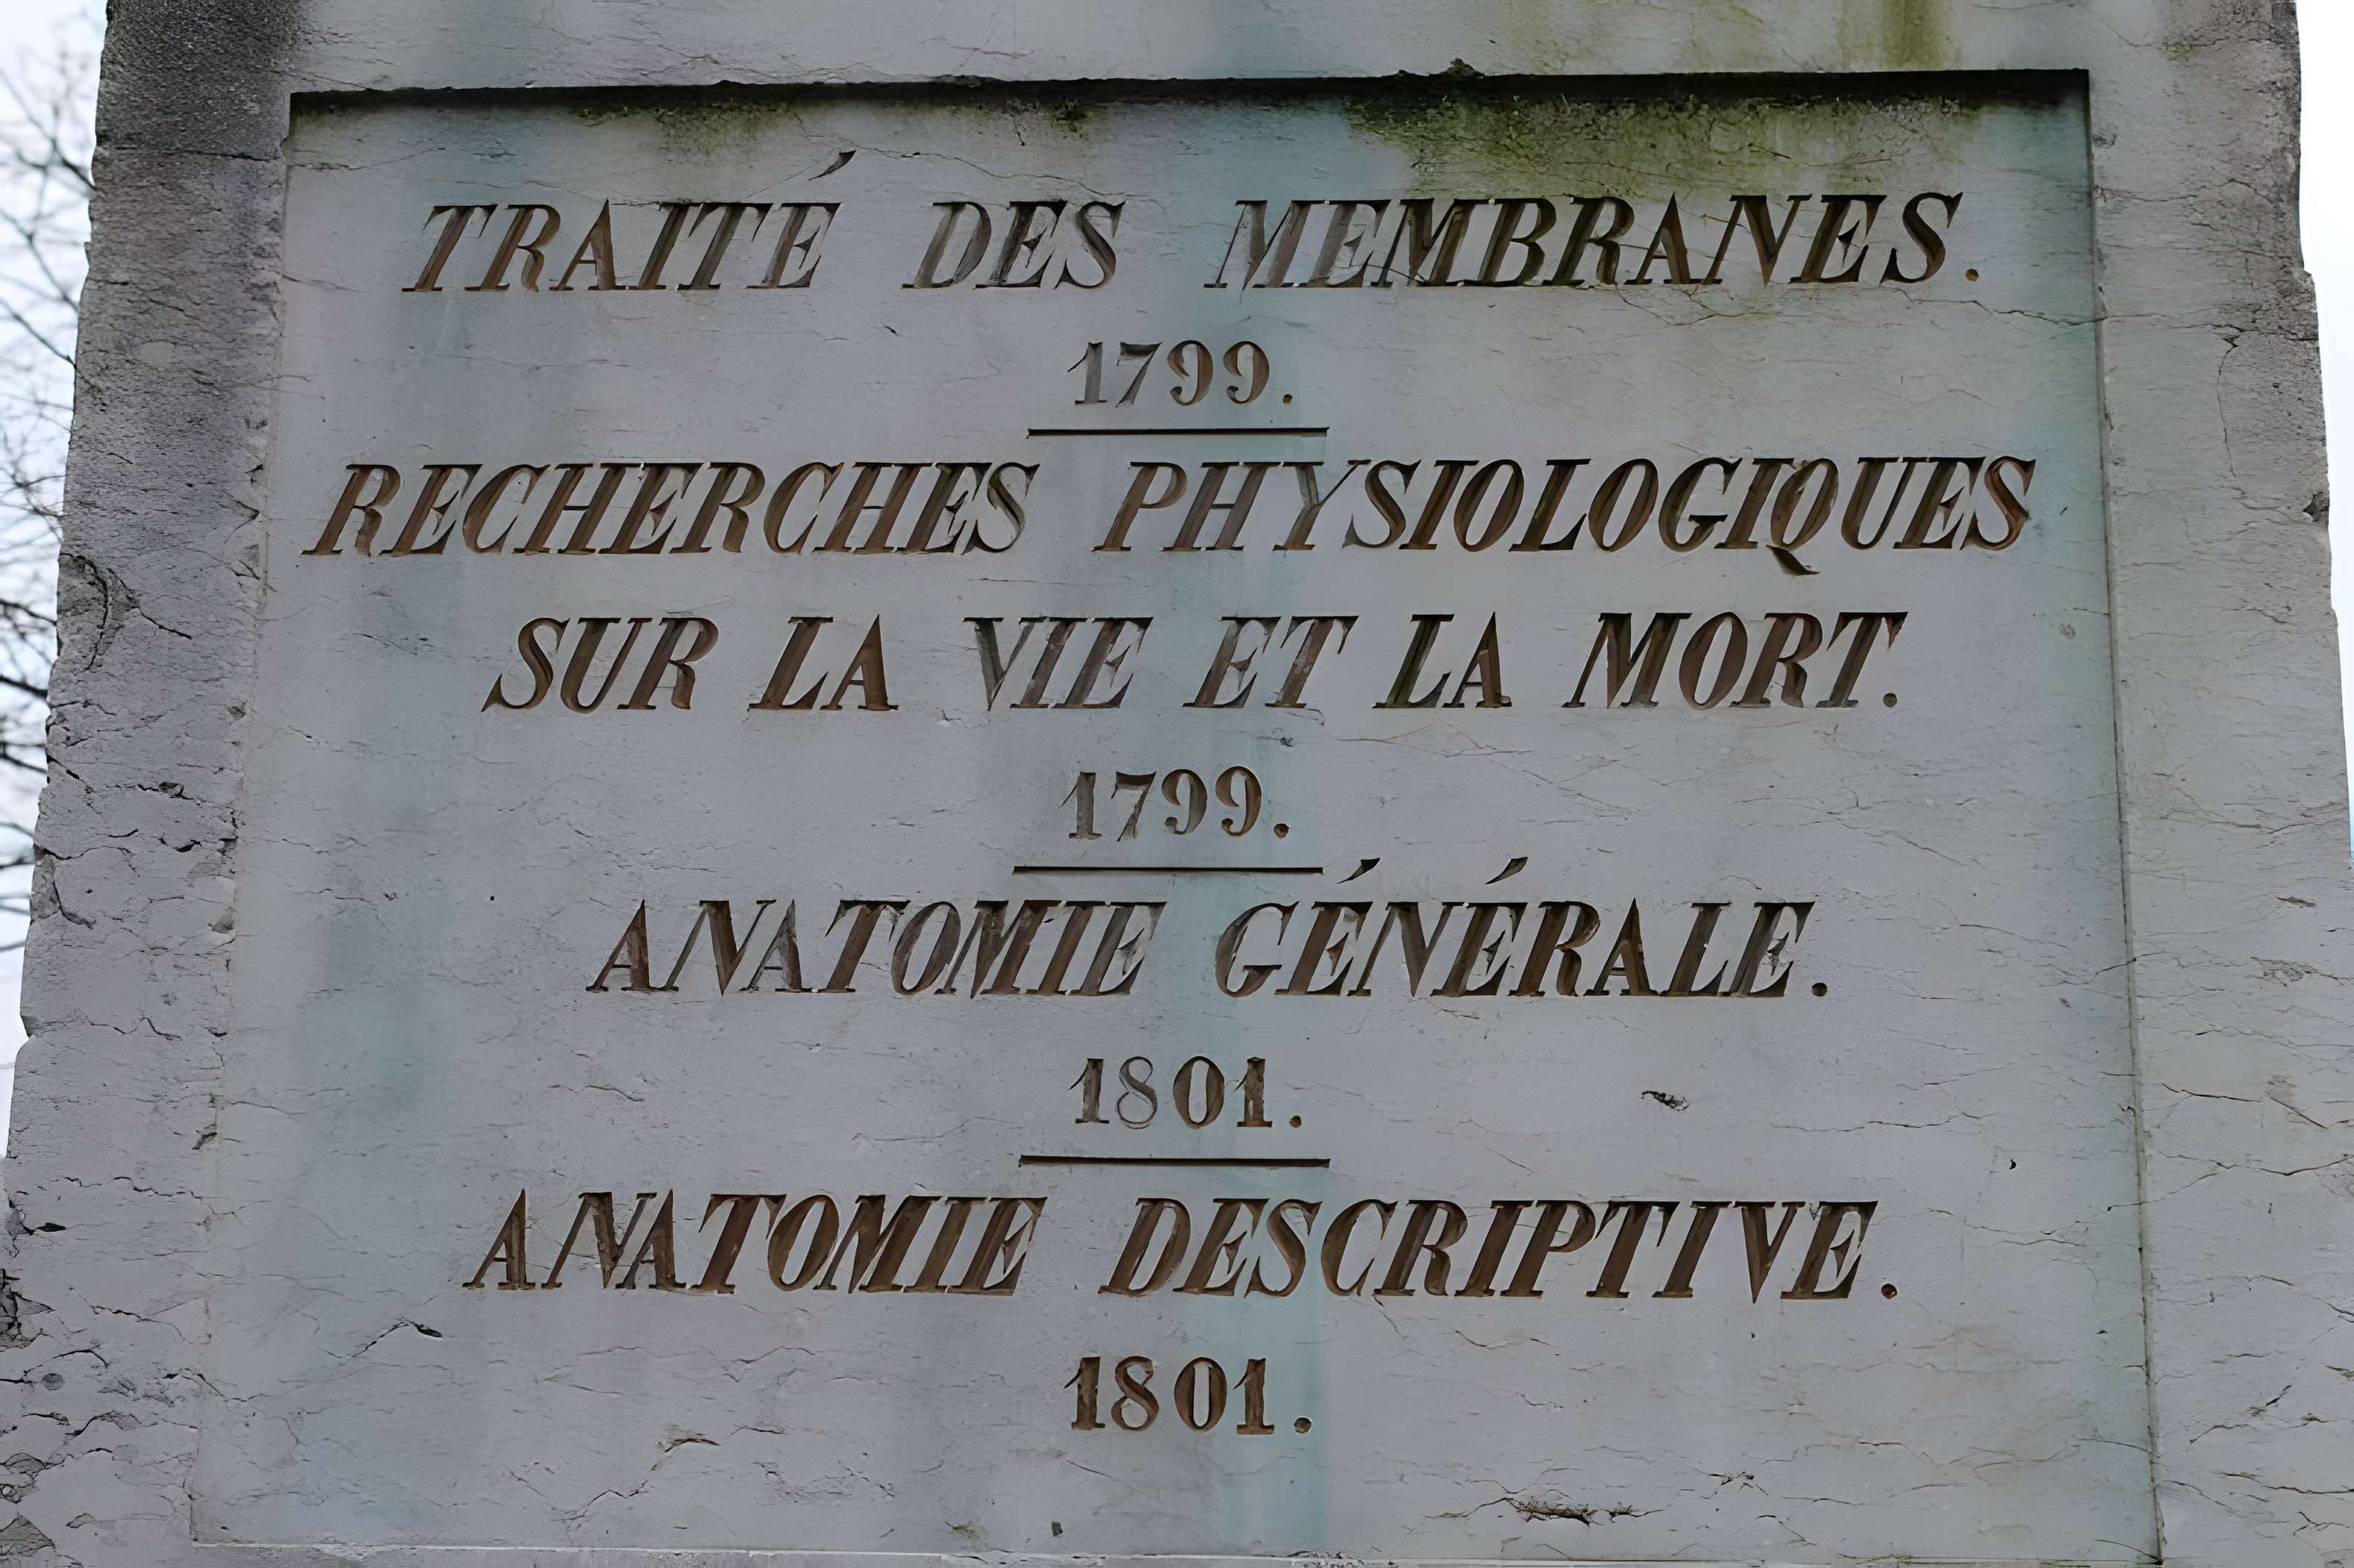 TRAITÉ DES MEMBRANES.
1799.
RECHERCHES PHYSIOLOGIQUES
SUR LA VIE ET LA MORT.
1799.
ANATOMIE GÉNÉRALE.
1801.
ANATOMIE DESCRIPTIVE.
1801.